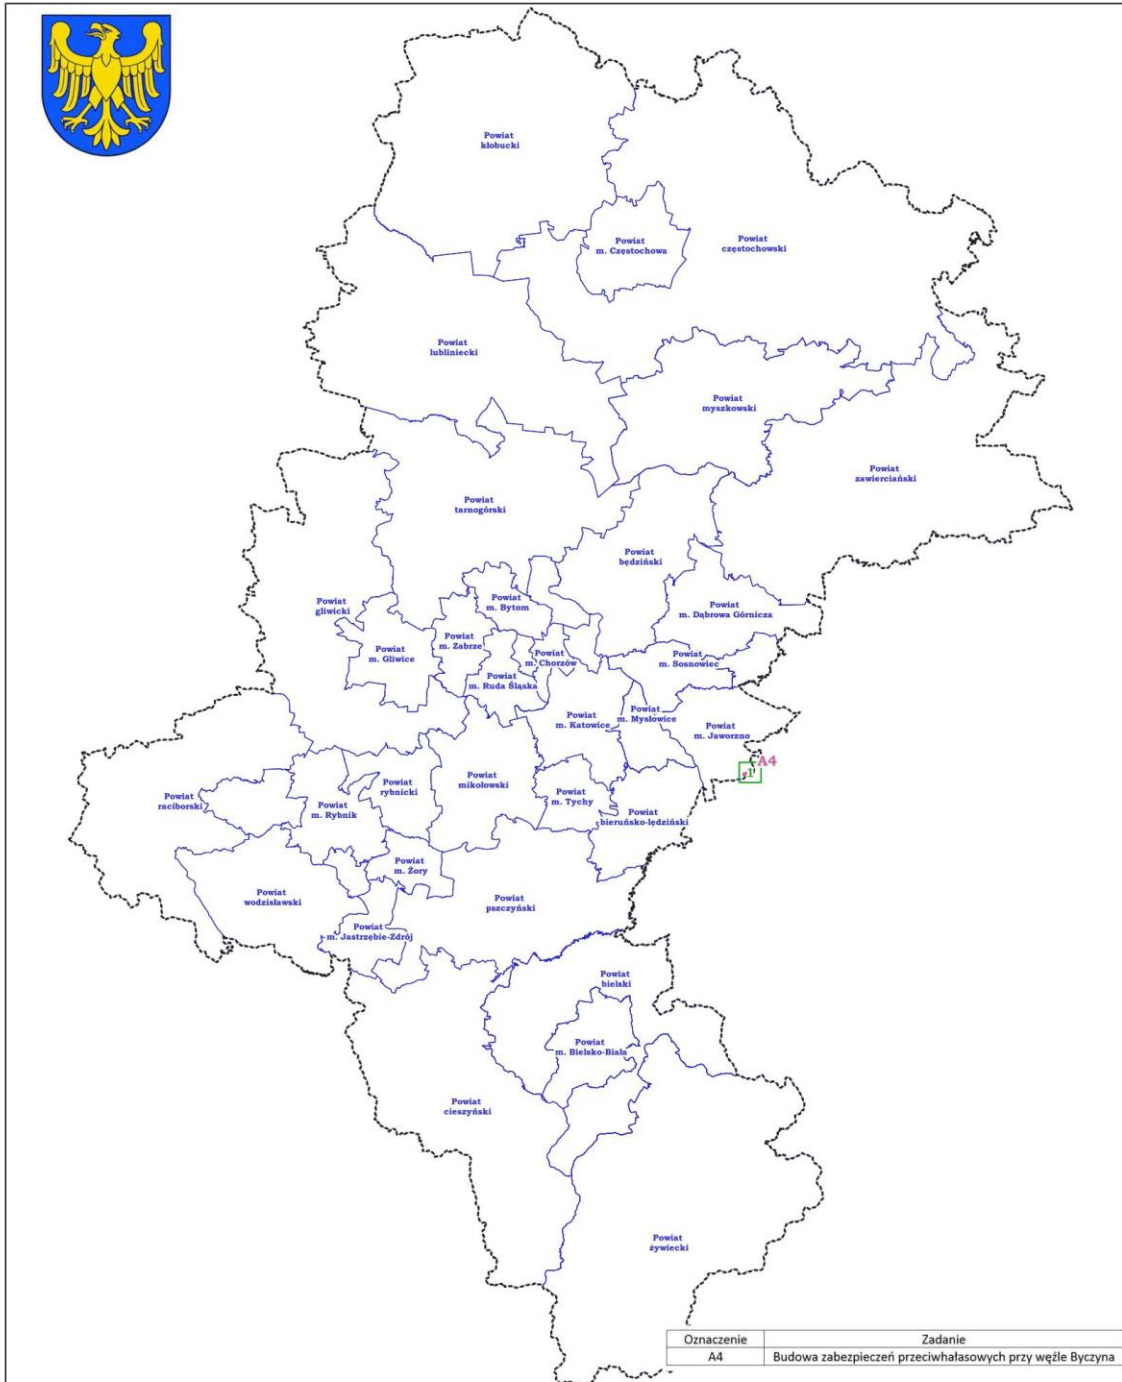 Powiat
kłobucki
Powiat
m. Częstochowa
Powiat
częstochowski
Powiat
lubliniecki
Powiat
myszkowski
Powiat
zawierciański
Powiat
tarnogórski
Powiat
będziński
Powiat
gliwicki
Powiat
m. Bytom
Powiat
m. Dąbrowa Górnicza
Powiat
m. Gliwice
Powiat
m. Zabrze
Powiat
m. Chorzów
Powiat
m. Sosnowiec
Powiat
m. Ruda Śląska
Powiat
m. Katowice
Powiat
m. Mysłowice
Powiat
m. Jaworzno
A4
1
Powiat
raciborski
Powiat
m. Rybnik
Powiat
rybnicki
Powiat
mikołowski
Powiat
m. Tychy
Powiat
bieruńsko-lędziński
Powiat
m. Żory
Powiat
wodzisławski
Powiat
pszczyński
Powiat
m. Jastrzębie-Zdrój
Powiat
bielski
Powiat
m. Bielsko-Biała
Powiat
cieszyński
Powiat
żywiecki
Oznaczenie Zadanie
A4 Budowa zabezpieczeń przeciwhałasowych przy węźle Byczyna